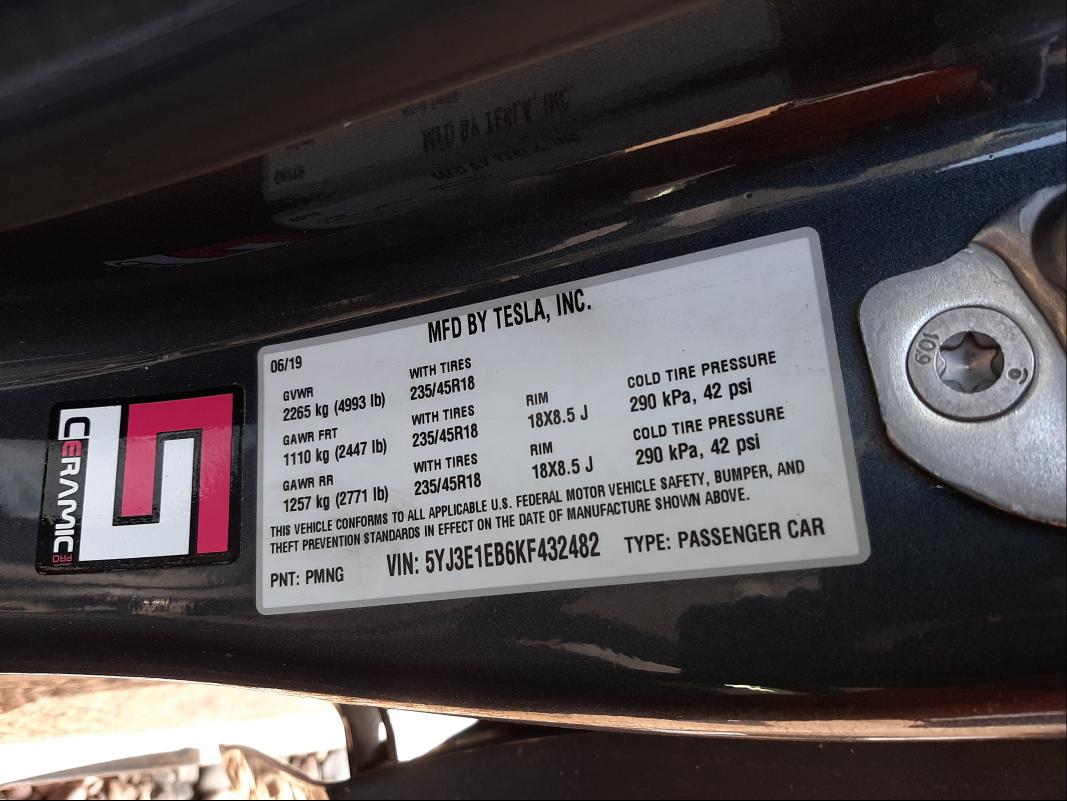 MFD BY TESLA, INC.
06/19
GVWR
2265 kg (4993 lb)
WITH TIRES
235/45R18
GAWR FRT
1110 kg (2447 lb)
WITH TIRES
235/45R18
RIM
18X8.5 J
COLD TIRE PRESSURE
290 kPa, 42 psi
GAWR RR
1257 kg (2771 lb)
WITH TIRES
235/45R18
RIM
18X8.5 J
COLD TIRE PRESSURE
290 kPa, 42 psi
THIS VEHICLE CONFORMS TO ALL APPLICABLE U.S. FEDERAL MOTOR VEHICLE SAFETY, BUMPER, AND
THEFT PREVENTION STANDARDS IN EFFECT ON THE DATE OF MANUFACTURE SHOWN ABOVE.
PNT: PMNG
VIN: 5YJ3E1EB6KF432482
TYPE: PASSENGER CAR
CERAMIC PRO
10.9